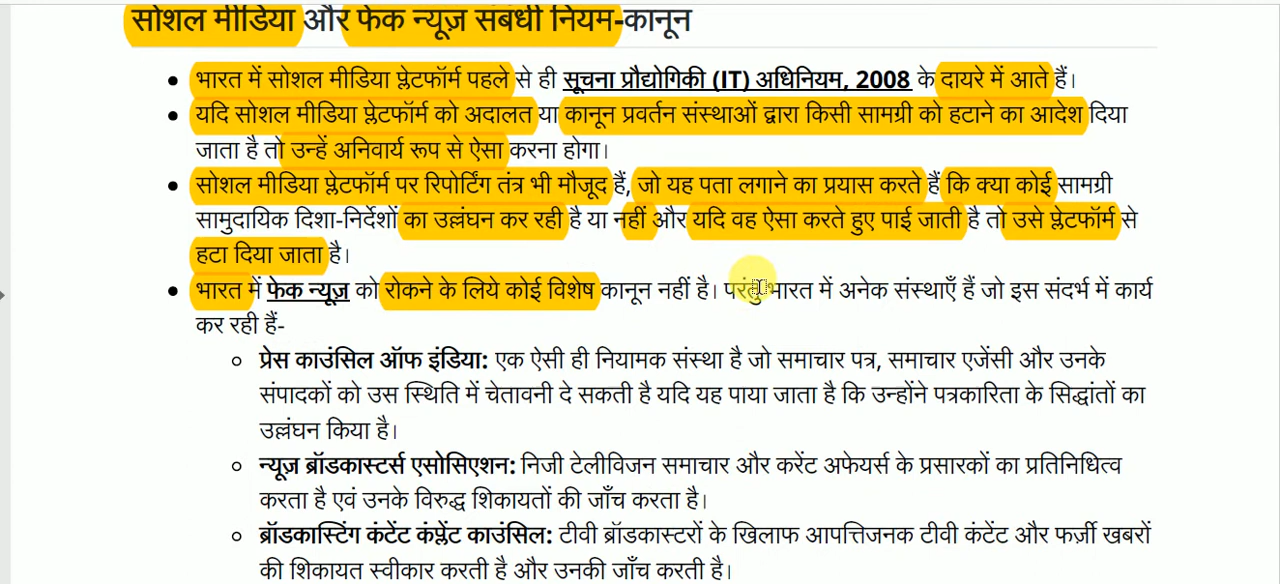 सोशल मीडिया और फेक न्यूज़ संबंधी नियम-कानून
• भारत में सोशल मीडिया प्लेटफॉर्म पहले से ही सूचना प्रौद्योगिकी (IT) अधिनियम, 2008 के दायरे में आते हैं।
• यदि सोशल मीडिया प्लेटफॉर्म को अदालत या कानून प्रवर्तन संस्थाओं द्वारा किसी सामग्री को हटाने का आदेश दिया
जाता है तो उन्हें अनिवार्य रूप से ऐसा करना होगा।
• सोशल मीडिया प्लेटफॉर्म पर रिपोर्टिंग तंत्र भी मौजूद हैं, जो यह पता लगाने का प्रयास करते हैं कि क्या कोई सामग्री
सामुदायिक दिशा-निर्देशों का उल्लंघन कर रही है या नहीं और यदि वह ऐसा करते हुए पाई जाती है तो उसे प्लेटफॉर्म से
हटा दिया जाता है।
• भारत में फेक न्यूज़ को रोकने के लिये कोई विशेष कानून नहीं है। परंतु भारत में अनेक संस्थाएँ हैं जो इस संदर्भ में कार्य
कर रही हैं-
○ प्रेस काउंसिल ऑफ इंडिया: एक ऐसी ही नियामक संस्था है जो समाचार पत्र, समाचार एजेंसी और उनके
संपादकों को उस स्थिति में चेतावनी दे सकती है यदि यह पाया जाता है कि उन्होंने पत्रकारिता के सिद्धांतों का
उल्लंघन किया है।
○ न्यूज़ ब्रॉडकास्टर्स एसोसिएशन: निजी टेलीविजन समाचार और करेंट अफेयर्स के प्रसारकों का प्रतिनिधित्व
करता है एवं उनके विरुद्ध शिकायतों की जाँच करता है।
○ ब्रॉडकास्टिंग कंटेंट कंप्लेंट काउंसिल: टीवी ब्रॉडकास्टरों के खिलाफ आपत्तिजनक टीवी कंटेंट और फर्ज़ी खबरों
की शिकायत स्वीकार करती है और उनकी जाँच करती है।